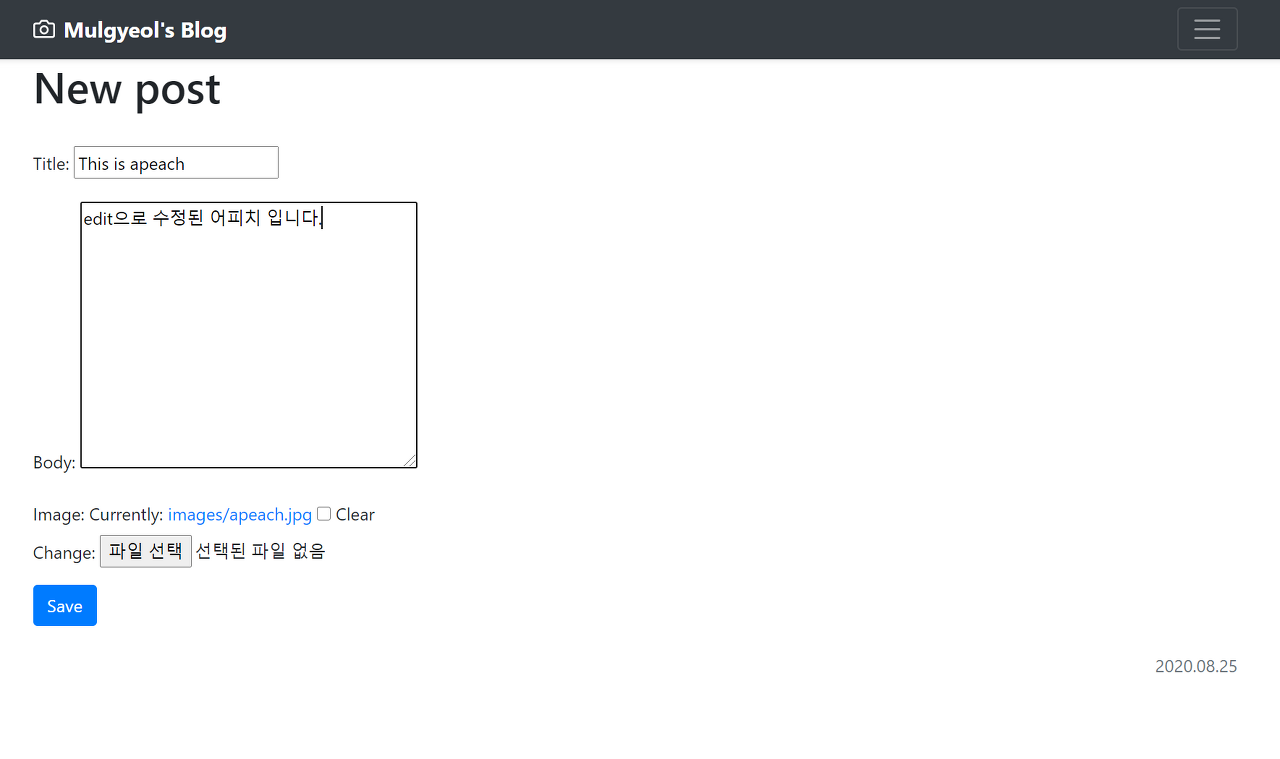 Mulgyeol's Blog
New post
Title: This is apeach
edit으로 수정된 어피치 입니다.
Body:
Image: Currently: images/apeach.jpg Clear
Change: 파일 선택 선택된 파일 없음
Save
2020.08.25